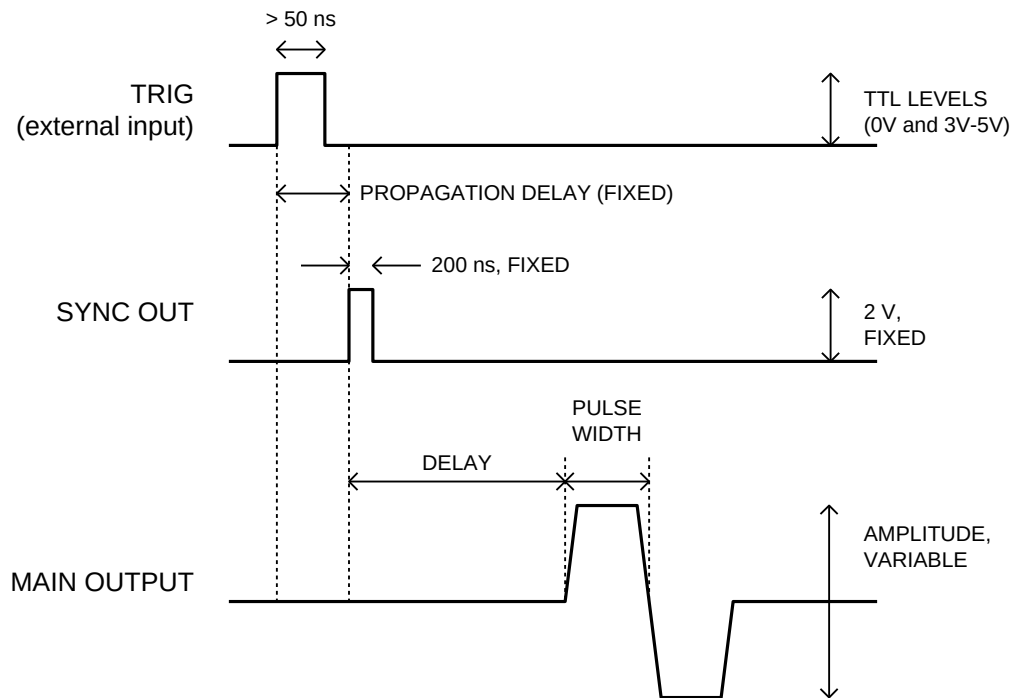 > 50 ns
TRIG
(external input)
TTL LEVELS
(0V and 3V-5V)
PROPAGATION DELAY (FIXED)
200 ns, FIXED
SYNC OUT
2 V,
FIXED
PULSE
WIDTH
DELAY
AMPLITUDE,
VARIABLE
MAIN OUTPUT